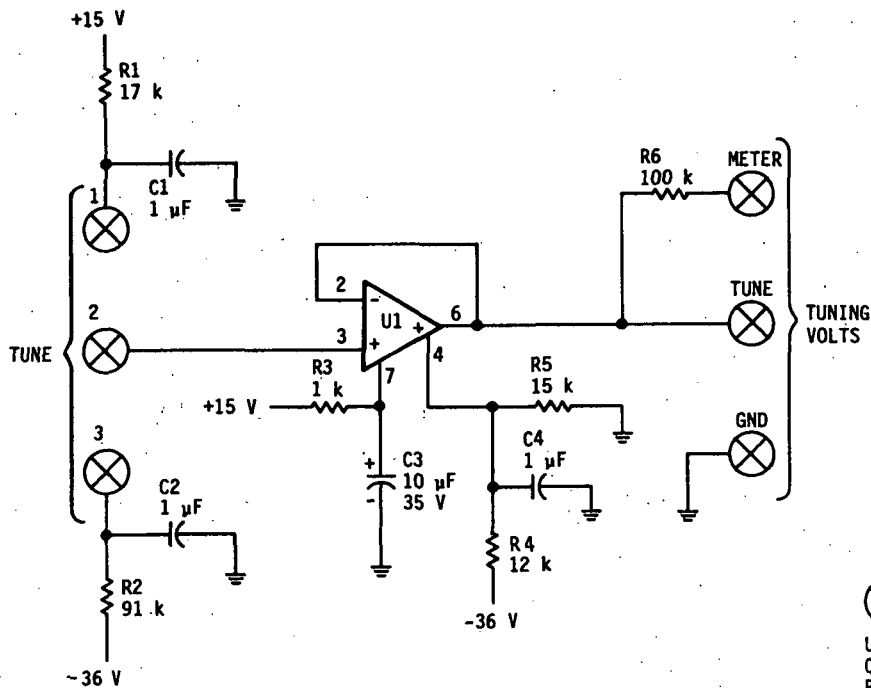 +15 V
R1
17 k
C1
1 µF
1
2
TUNE
3
C2
1 µF
R2
91 k
~36 V
2
-
U1
+
6
3
+
4
7
R3
1 k
+15 V
+
C3
10 µF
-
35 V
R5
15 k
C4
1 µF
R4
12 k
-36 V
R6
100 k
METER
TUNE
TUNING
VOLTS
GND